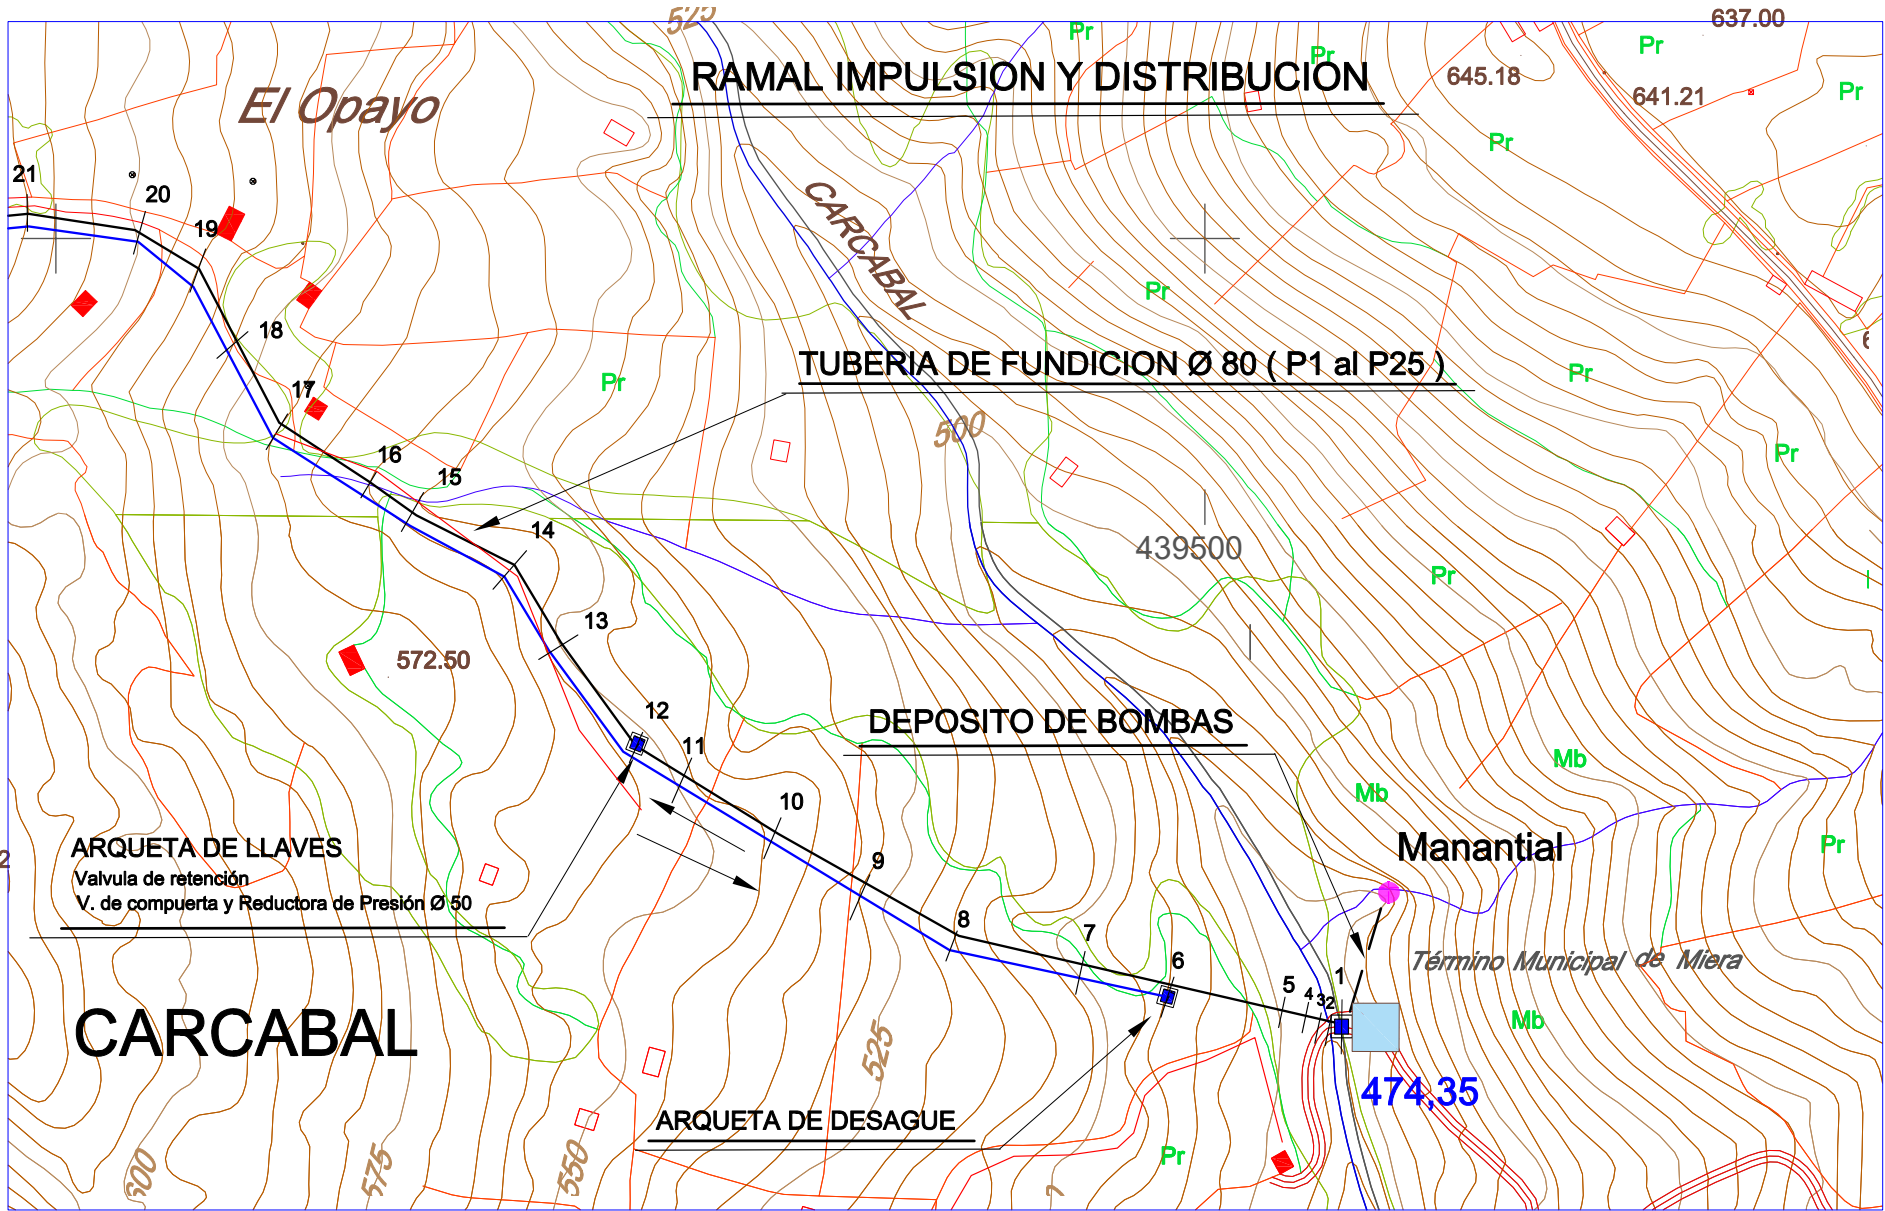 525
637.00
Pr
Pr
Pr
645.18
641.21
Pr
Pr
RAMAL IMPULSION Y DISTRIBUCION
El Opayo
21
20
19
CARCABAL
Pr
18
TUBERIA DE FUNDICION Ø 80 ( P1 al P25 )
Pr
Pr
17
500
Pr
16
15
14
439500
Pr
13
572.50
12
DEPOSITO DE BOMBAS
11
Mb
Mb
10
Manantial
Pr
9
ARQUETA DE LLAVES
Valvula de retención
V. de compuerta y Reductora de Presión Ø 50
8
7
6
Término Municipal de Miera
5
4
3
2
1
Mb
CARCABAL
525
474,35
ARQUETA DE DESAGUE
Pr
600
575
550